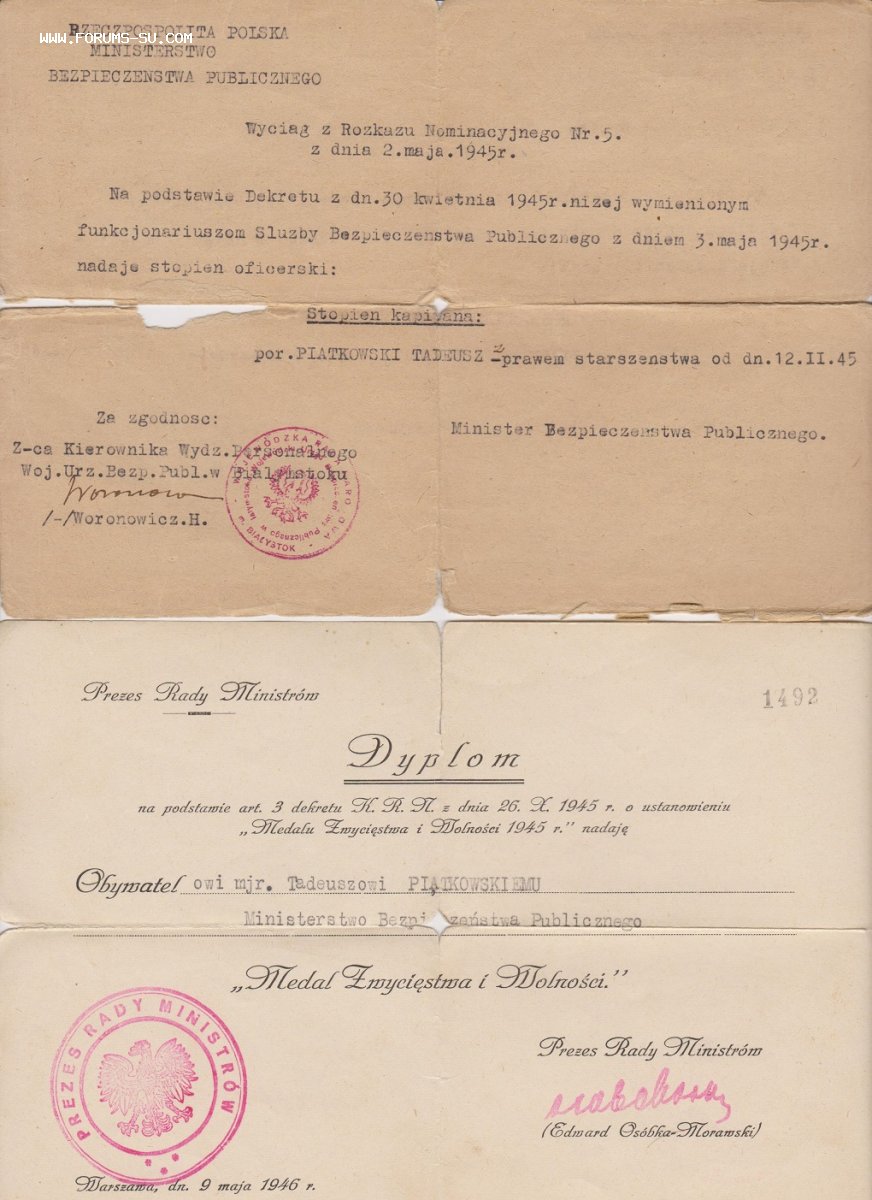 RZECZPOSPOLITA POLSKA
www.forums-su.com
MINISTERSTWO
BEZPIECZENSTWA PUBLICZNEGO
Wyciąg z Rozkazu Nominacyjnego Nr.5.
z dnia 2.maja.1945r.
Na podstawie Dekretu z dn.30 kwietnia 1945r.nizej wymienionym
funkcjonariuszom Sluzby Bezpieczenstwa Publicznego z dniem 3.maja 1945r.
nadaje stopien oficerski:
Stopien kapitana:
por.PIATKOWSKI TADEUSZ z prawem starszenstwa od dn.12.II.45
Za zgodnosc:
Minister Bezpieczenstwa Publicznego.
Z-ca Kierownika Wydz.Personalnego
Woj.Urz.Bezp.Publ.w Bialymstoku
/-/Woronowicz.H.
BIAŁYSTOK
Prezes Rady Ministrów
1492
Dyplom
na podstawie art. 3 dekretu K. R. N. z dnia 26. X. 1945 r. o ustanowieniu
„Medalu Zwycięstwa i Wolności 1945 r." nadaję
Obywatel owi mjr. Tadeuszowi PIĄTKOWSKIEMU
Ministerstwo Bezpieczeństwa Publicznego
„Medal Zwycięstwa i Wolności."
PREZES RADY MINISTRÓW
Prezes Rady Ministrów
(Edward Osóbka-Morawski)
Warszawa, dn. 9 maja 1946 r.